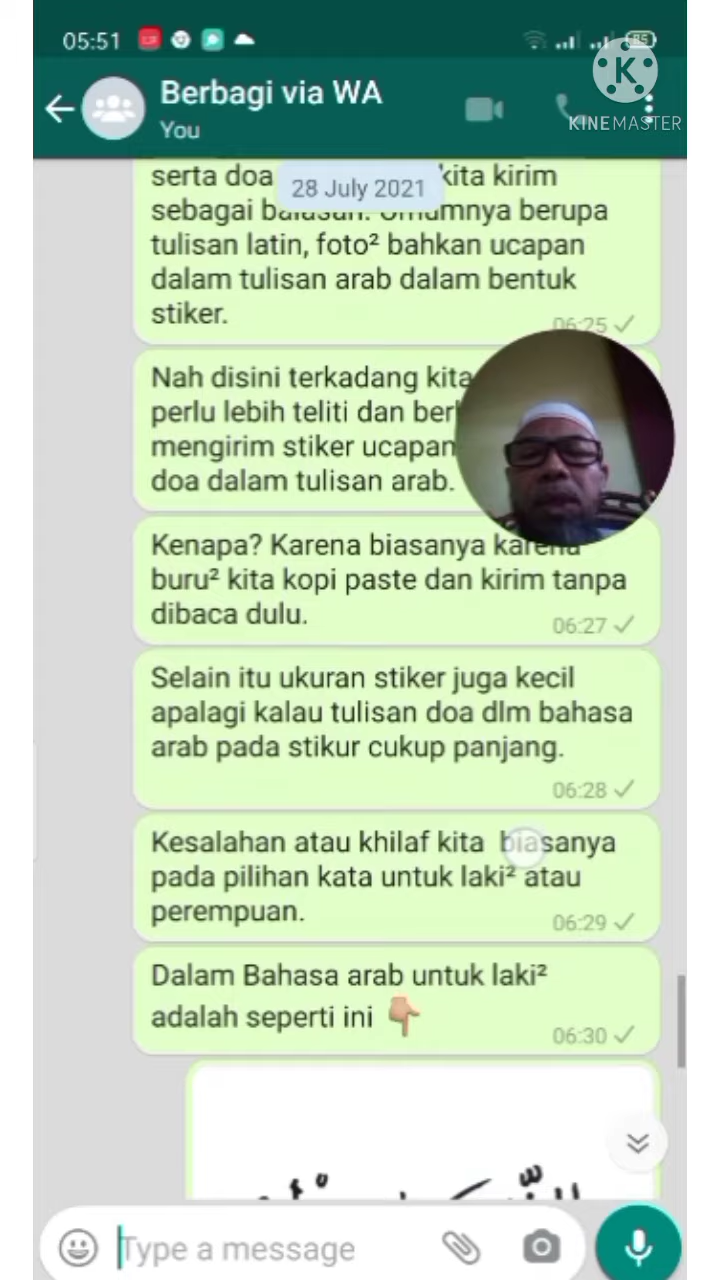 05:51
85
K
KINEMASTER
Berbagi via WA
You
28 July 2021
serta doa kita kirim
sebagai balasan. Umumnya berupa
tulisan latin, foto² bahkan ucapan
dalam tulisan arab dalam bentuk
stiker.
06:25
Nah disini terkadang kita
perlu lebih teliti dan
mengirim stiker ucapan
doa dalam tulisan arab.
Kenapa? Karena biasanya karena
buru² kita kopi paste dan kirim tanpa
dibaca dulu.
06:27
Selain itu ukuran stiker juga kecil
apalagi kalau tulisan doa dlm bahasa
arab pada stikur cukup panjang.
06:28
Kesalahan atau khilaf kita biasanya
pada pilihan kata untuk laki² atau
perempuan.
06:29
Dalam Bahasa arab untuk laki²
adalah seperti ini
06:30
Type a message